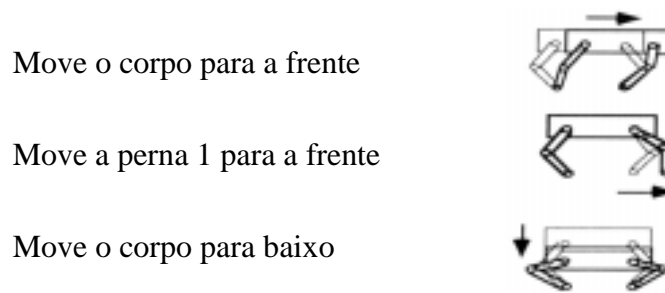 Move o corpo para a frente
Move a perna 1 para a frente
Move o corpo para baixo